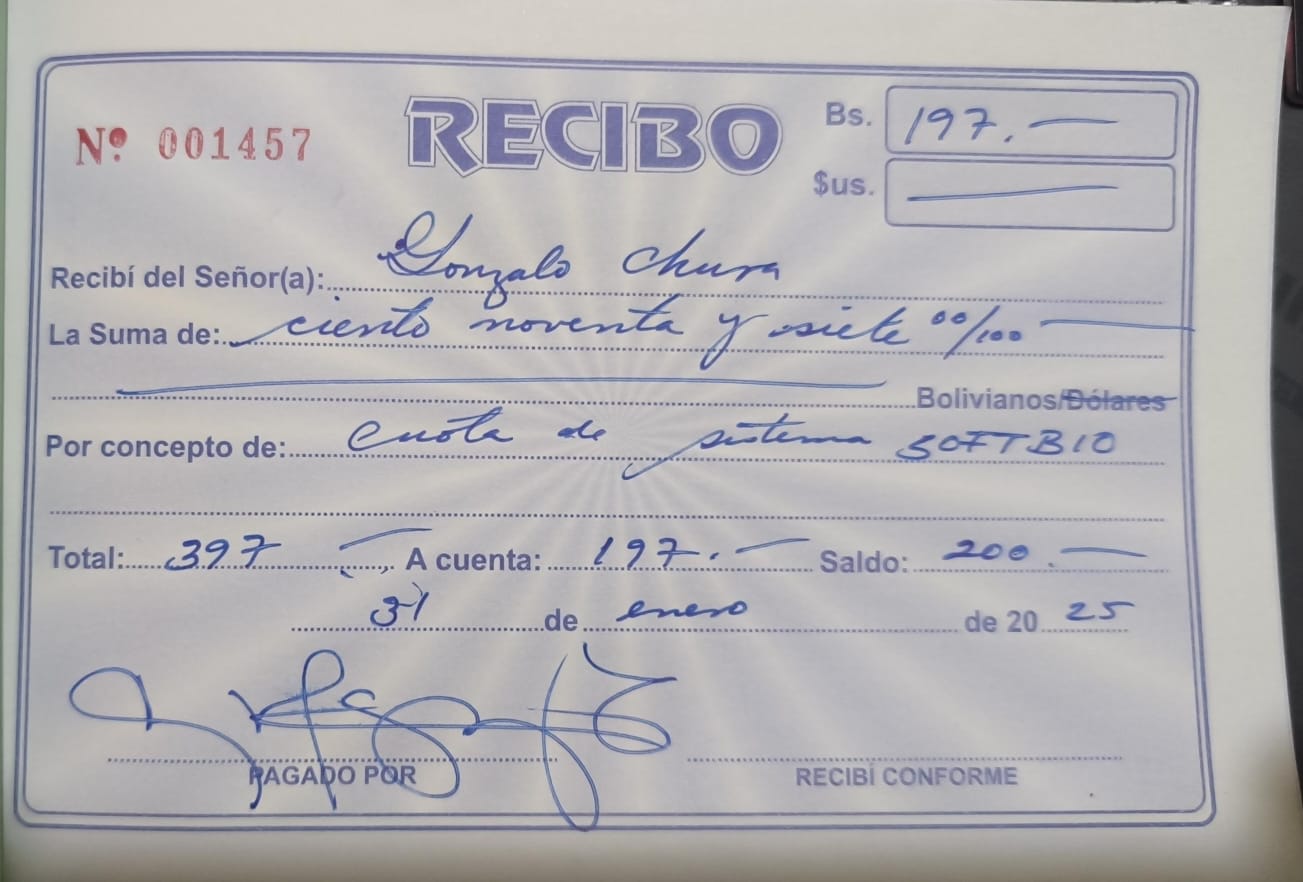 Nº 001457
RECIBO
Bs. 197.—
$us. —
Recibí del Señor(a): Gonzalo Chura
La Suma de: ciento noventa y siete 00/100
Bolivianos/Dólares
Por concepto de: cuota de sistema SOFTBIO
Total: 397 A cuenta: 197.— Saldo: 200.—
31 de enero de 2025
PAGADO POR RECIBÍ CONFORME